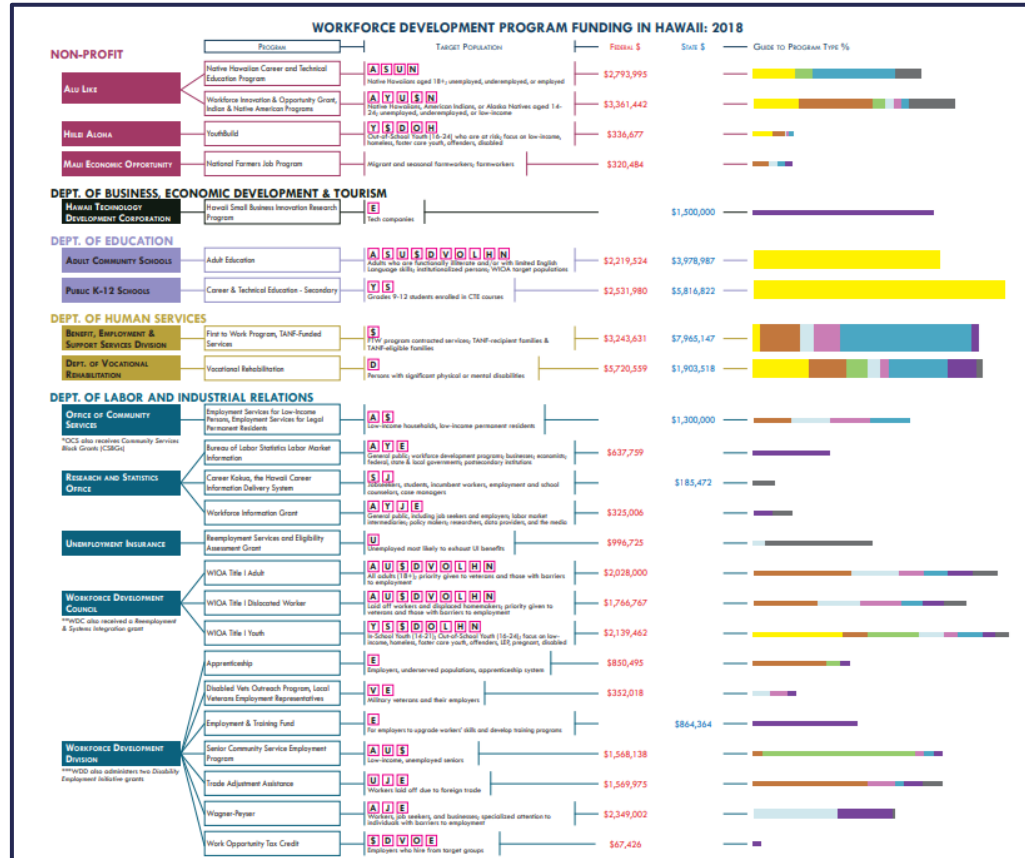 WORKFORCE DEVELOPMENT PROGRAM FUNDING IN HAWAII: 2018
PROGRAM
TARGET POPULATION
FEDERAL $
STATE $
GUIDE TO PROGRAM TYPE %
NON-PROFIT
ALU LIKE
Native Hawaiian Career and Technical
Education Program
A S U N
Native Hawaiians aged 18+; unemployed, underemployed, or employed
$2,793,995
Workforce Innovation & Opportunity Grant,
Indian & Native American Programs
A Y U $ N
Native Hawaiians, American Indians, or Alaska Natives aged 14-
24; unemployed, underemployed, or low-income
$3,361,442
HIILEI ALOHA
YouthBuild
Y $ D O H
Out-of-School Youth (16-24) who are at risk; focus on low-income,
homeless, foster care youth, offenders, disabled
$336,677
MAUI ECONOMIC OPPORTUNITY
National Farmers Job Program
Migrant and seasonal farmworkers; farmworkers
$320,484
DEPT. OF BUSINESS, ECONOMIC DEVELOPMENT & TOURISM
HAWAII TECHNOLOGY
DEVELOPMENT CORPORATION
Hawaii Small Business Innovation Research
Program
E
Tech companies
$1,500,000
DEPT. OF EDUCATION
ADULT COMMUNITY SCHOOLS
Adult Education
A S U $ D V O L H N
Adults who are functionally illiterate and/or with limited English
Language skills; institutionalized persons; WIOA target populations
$2,219,524
$3,978,987
PUBLIC K-12 SCHOOLS
Career & Technical Education - Secondary
Y S
Grades 9-12 students enrolled in CTE courses
$2,531,980
$5,816,822
DEPT. OF HUMAN SERVICES
BENEFIT, EMPLOYMENT &
SUPPORT SERVICES DIVISION
First to Work Program, TANF-Funded
Services
$
FTW program contracted services; TANF-recipient families &
TANF-eligible families
$3,243,631
$7,965,147
DEPT. OF VOCATIONAL
REHABILITATION
Vocational Rehabilitation
D
Persons with significant physical or mental disabilities
$5,720,559
$1,903,518
DEPT. OF LABOR AND INDUSTRIAL RELATIONS
OFFICE OF COMMUNITY
SERVICES
*OCS also receives Community Services
Block Grants (CSBGs)
Employment Services for Low-Income
Persons, Employment Services for Legal
Permanent Residents
A $
Low-income households, low-income permanent residents
$1,300,000
RESEARCH AND STATISTICS
OFFICE
Bureau of Labor Statistics Labor Market
Information
A Y E
General public; workforce development programs; businesses; economists;
federal, state & local governments; postsecondary institutions
$637,759
Career Kokua, the Hawaii Career
Information Delivery System
S J
Jobseekers, students, incumbent workers, employment and school
counselors, case managers
$185,472
Workforce Information Grant
A Y J E
General public, including job seekers and employers; labor market
intermediaries; policy makers; researchers, data providers, and the media
$325,006
UNEMPLOYMENT INSURANCE
Reemployment Services and Eligibility
Assessment Grant
U
Unemployed most likely to exhaust UI benefits
$996,725
WORKFORCE DEVELOPMENT
COUNCIL
**WDC also received a Reemployment
& Systems Integration grant
WIOA Title I Adult
A U $ D V O L H N
All adults (18+); priority given to veterans and those with barriers
to employment
$2,028,000
WIOA Title I Dislocated Worker
A U $ D V O L H N
Laid off workers and displaced homemakers; priority given to
veterans and those with barriers to employment
$1,766,767
WIOA Title I Youth
Y S $ D O L H N
In-School Youth (14-21); Out-of-School Youth (16-24); focus on low-
income, homeless, foster care youth, offenders, LEP, pregnant, disabled
$2,139,462
WORKFORCE DEVELOPMENT
DIVISION
***WDD also administers two Disability
Employment Initiative grants
Apprenticeship
E
Employers, underserved populations, apprenticeship system
$850,495
Disabled Vets Outreach Program, Local
Veterans Employment Representatives
V E
Military veterans and their employers
$352,018
Employment & Training Fund
E
For employers to upgrade workers' skills and develop training programs
$864,364
Senior Community Service Employment
Program
A U $
Low-income, unemployed seniors
$1,568,138
Trade Adjustment Assistance
U J E
Workers laid off due to foreign trade
$1,569,975
Wagner-Peyser
A J E
Workers, job seekers, and businesses; specialized attention to
individuals with barriers to employment
$2,349,002
Work Opportunity Tax Credit
$ D V O E
Employers who hire from target groups
$67,426